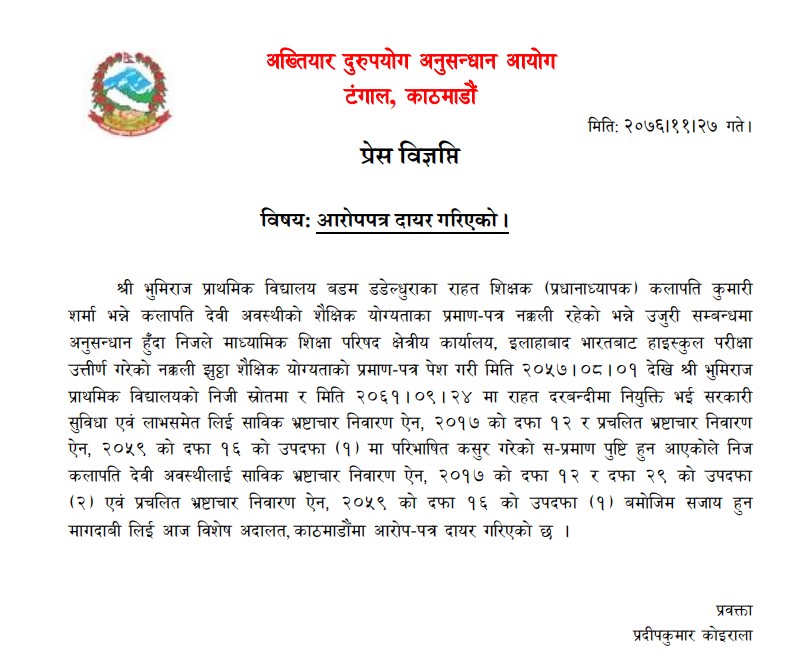 अख्तियार दुरुपयोग अनुसन्धान आयोग
टंगाल, काठमाडौं
मिति: २०७६।११।२७ गते।
प्रेस विज्ञप्ति
विषय: आरोपपत्र दायर गरिएको।
श्री भुमिराज प्राथमिक विद्यालय बडम डडेल्धुराका राहत शिक्षक (प्रधानाध्यापक) कलापति कुमारी
शर्मा भन्ने कलापति देवी अवस्थीको शैक्षिक योग्यताका प्रमाण-पत्र नक्कली रहेको भन्ने उजुरी सम्बन्धमा
अनुसन्धान हुँदा निजले माध्यामिक शिक्षा परिषद क्षेत्रीय कार्यालय, इलाहाबाद भारतबाट हाइस्कुल परीक्षा
उत्तीर्ण गरेको नक्कली झुठ्ठा शैक्षिक योग्यताको प्रमाण-पत्र पेश गरी मिति २०५७।०८।०१ देखि श्री भुमिराज
प्राथमिक विद्यालयको निजी स्रोतमा र मिति २०६१।०९।२४ मा राहत दरबन्दीमा नियुक्ति भई सरकारी
सुविधा एवं लाभसमेत लिई साविक भ्रष्टाचार निवारण ऐन, २०१७ को दफा १२ र प्रचलित भ्रष्टाचार निवारण
ऐन, २०५९ को दफा १६ को उपदफा (१) मा परिभाषित कसुर गरेको स-प्रमाण पुष्टि हुन आएकोले निज
कलापति देवी अवस्थीलाई साविक भ्रष्टाचार निवारण ऐन, २०१७ को दफा १२ र दफा २९ को उपदफा
(२) एवं प्रचलित भ्रष्टाचार निवारण ऐन, २०५९ को दफा १६ को उपदफा (१) बमोजिम सजाय हुन
मागदाबी लिई आज विशेष अदालत, काठमाडौंमा आरोप-पत्र दायर गरिएको छ ।
प्रवक्ता
प्रदीपकुमार कोइराला